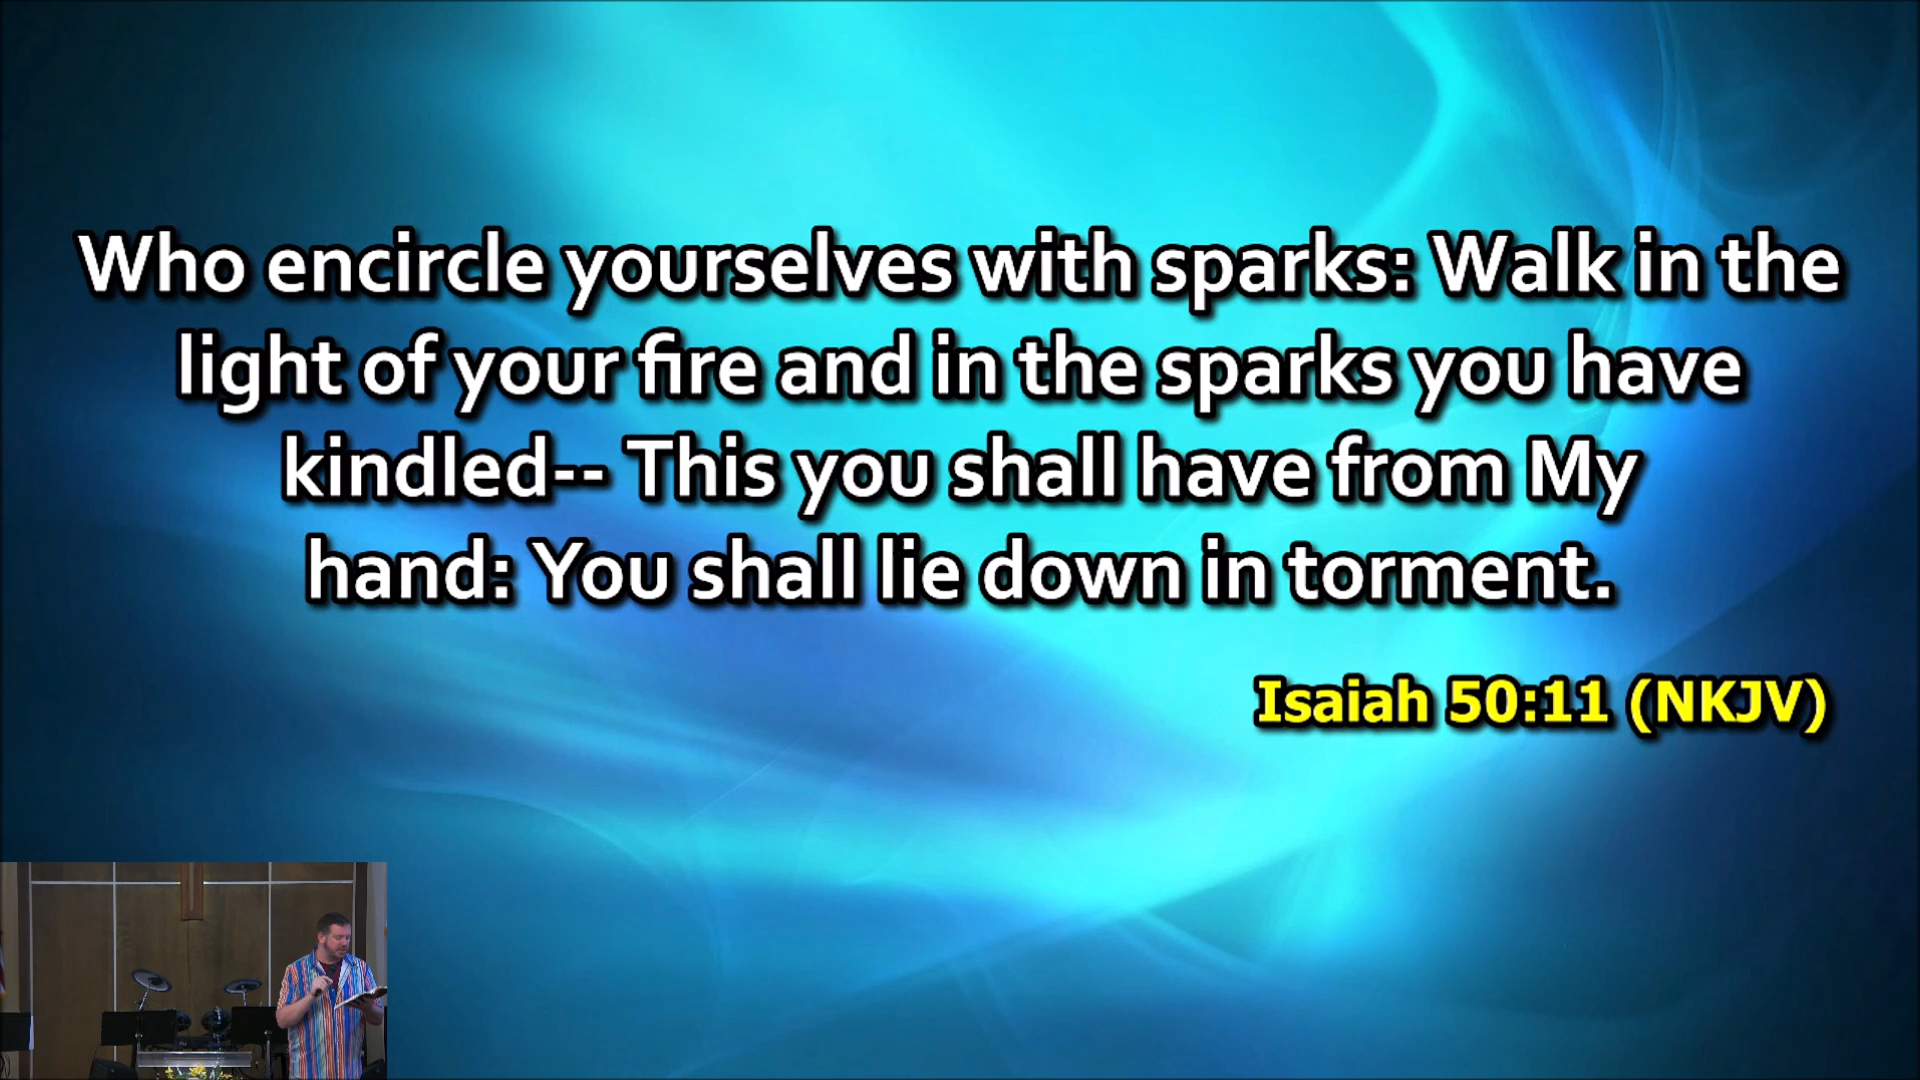 Who encircle yourselves with sparks: Walk in the
light of your fire and in the sparks you have
kindled-- This you shall have from My
hand: You shall lie down in torment.
Isaiah 50:11 (NKJV)